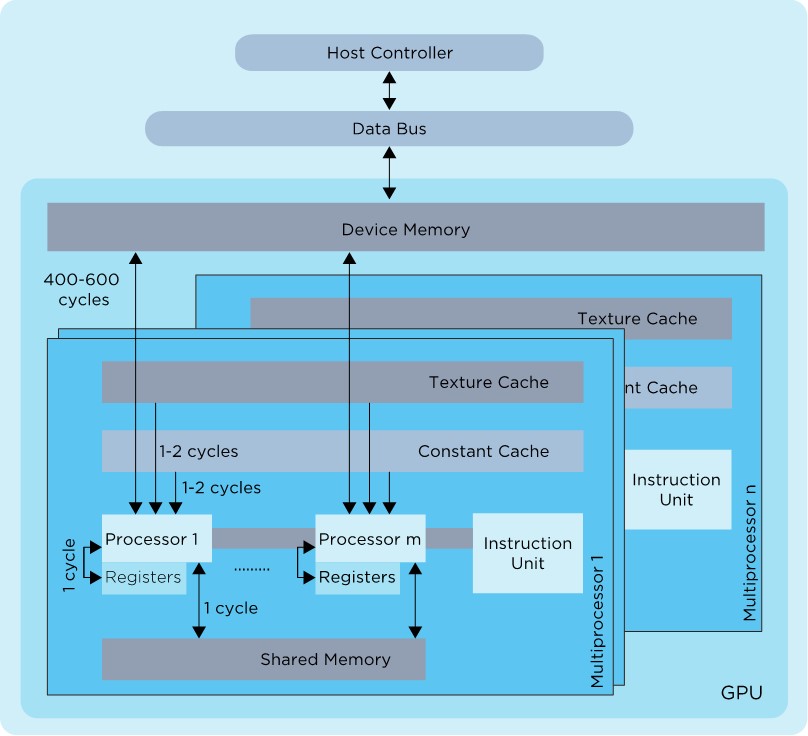 Host Controller
Data Bus
Device Memory
400-600
cycles
Texture Cache
nt Cache
Instruction
Unit
Multiprocessor n
Texture Cache
Constant Cache
1-2 cycles
1-2 cycles
Processor 1
Processor m
Instruction
Unit
1 cycle
Registers
.........
Registers
1 cycle
Shared Memory
Multiprocessor 1
GPU